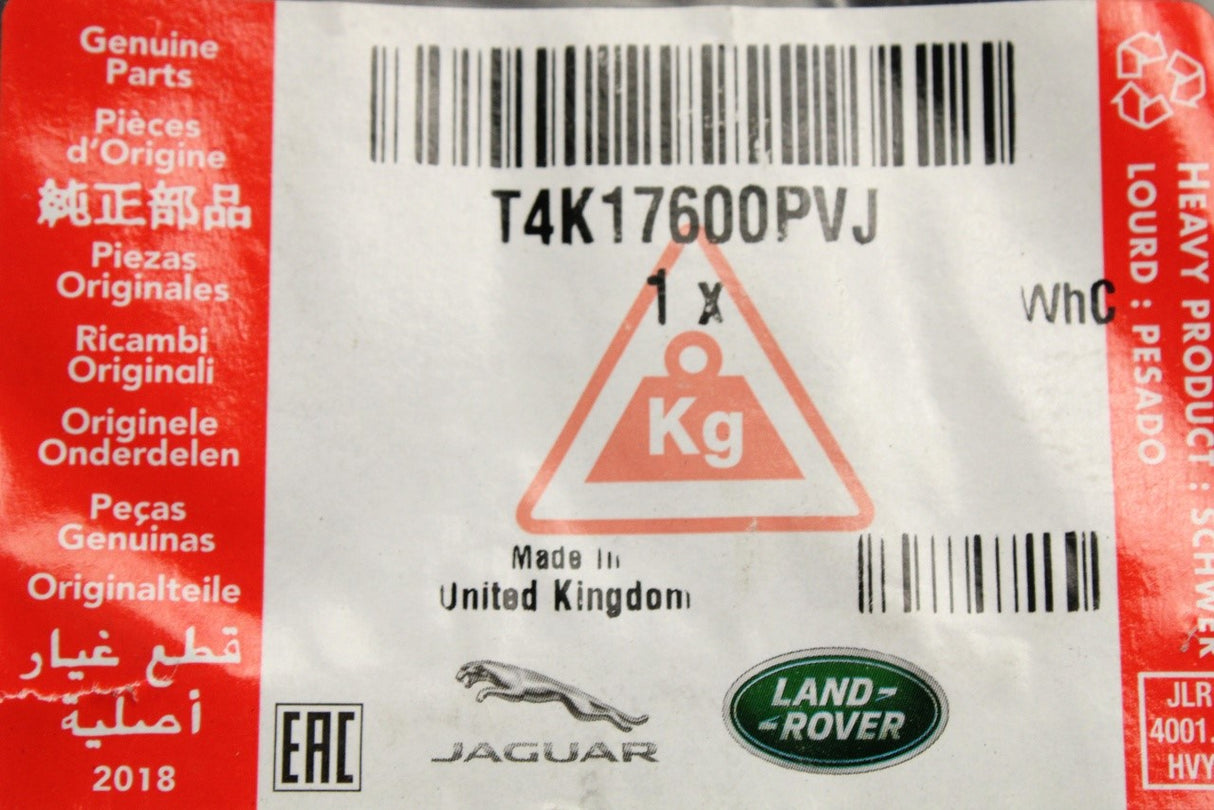 Genuine
Parts
Pièces
d'Origine
純正部品
Piezas
Originales
Ricambi
Originali
Originele
Onderdelen
Peças
Genuinas
Originalteile
قطع غيار
أصلية
2018
T4K17600PVJ
1 x
WhC
Kg
Made In
United Kingdom
EAC
JAGUAR
LAND-
-ROVER
HEAVY PRODUCT : SCHWER
LOURD : PESADO
JLR
4001.
HVY